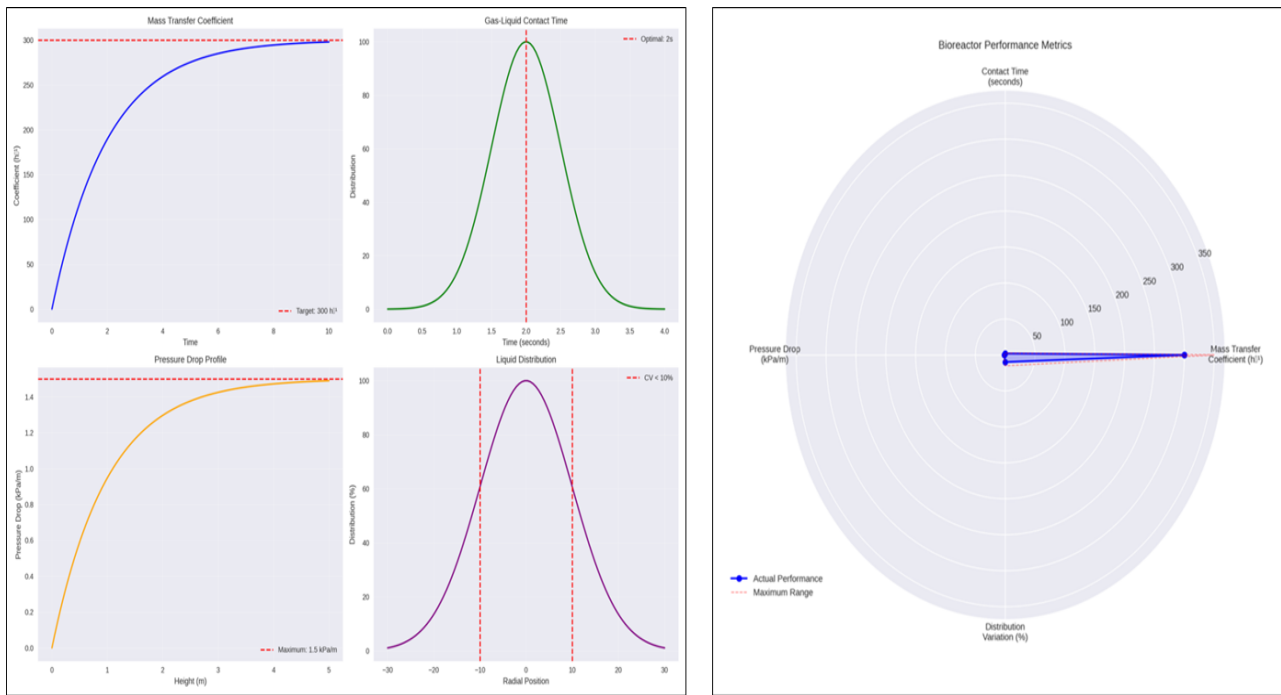 Mass Transfer Coefficient
300
250
200
150
100
50
0
Coefficient (h□¹)
Target: 300 h□¹
0 2 4 6 8 10
Time
Gas-Liquid Contact Time
100
80
60
40
20
0
Distribution
Optimal: 2s
0.0 0.5 1.0 1.5 2.0 2.5 3.0 3.5 4.0
Time (seconds)
Pressure Drop Profile
1.4
1.2
1.0
0.8
0.6
0.4
0.2
0.0
Pressure Drop (kPa/m)
Maximum: 1.5 kPa/m
0 1 2 3 4 5
Height (m)
Liquid Distribution
100
80
60
40
20
0
Distribution (%)
CV < 10%
−30 −20 −10 0 10 20 30
Radial Position
Bioreactor Performance Metrics
Contact Time
(seconds)
350
300
250
200
150
100
50
Pressure Drop
(kPa/m)
Mass Transfer
Coefficient (h□¹)
Actual Performance
Maximum Range
Distribution
Variation (%)